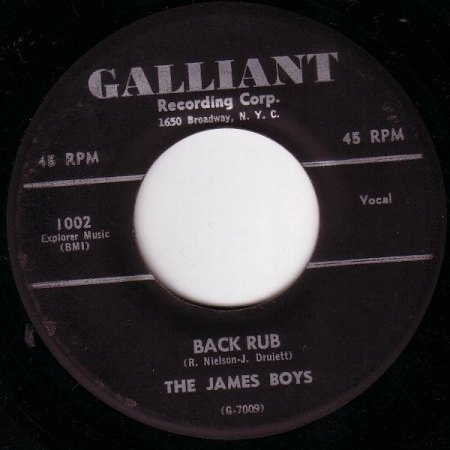 GALLIANT
Recording Corp.
1650 Broadway, N. Y. C.
45 RPM
45 RPM
1002
Explorer Music
(BMI)
Vocal
BACK RUB
(R. Nielson-J. Druiett)
THE JAMES BOYS
(G-7009)